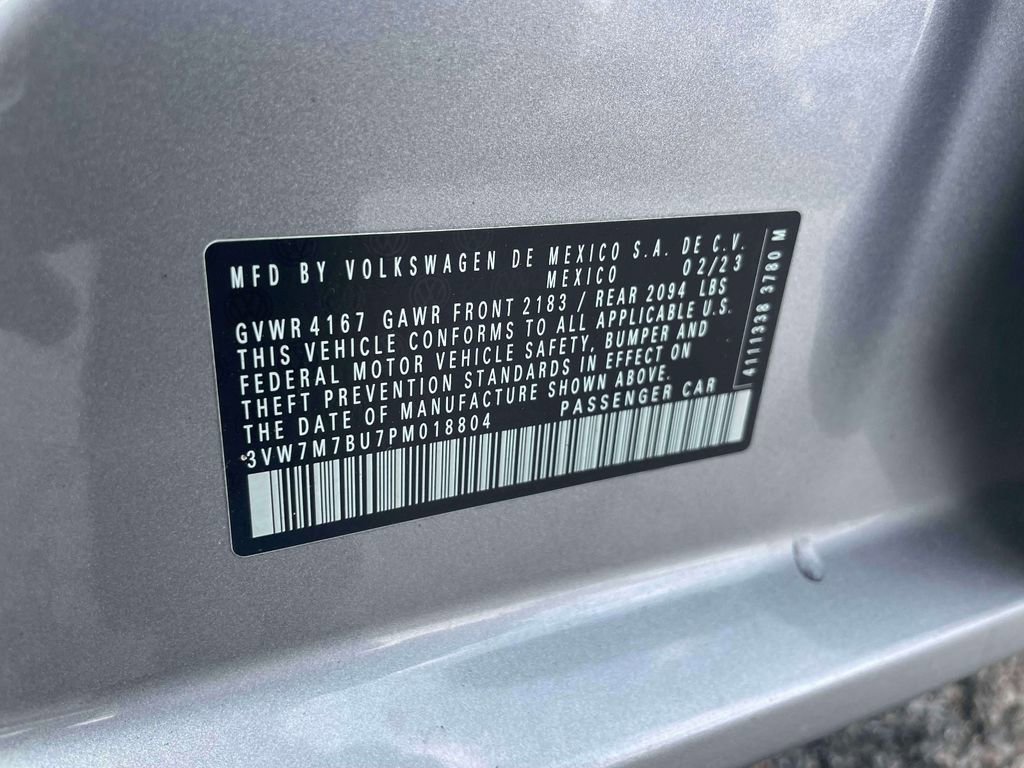 MFD BY VOLKSWAGEN DE MEXICO S.A. DE C.V.
MEXICO 02/23
GVWR 4167 GAWR FRONT 2183 / REAR 2094 LBS
THIS VEHICLE CONFORMS TO ALL APPLICABLE U.S.
FEDERAL MOTOR VEHICLE SAFETY, BUMPER AND
THEFT PREVENTION STANDARDS IN EFFECT ON
THE DATE OF MANUFACTURE SHOWN ABOVE.
3VW7M7BU7PM018804 PASSENGER CAR
4111338 3780 M